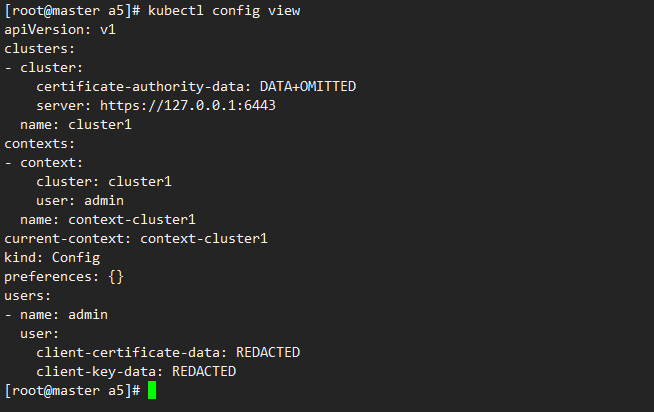 [root@master a5]# kubectl config view
apiVersion: v1
clusters:
- cluster:
    certificate-authority-data: DATA+OMITTED
    server: https://127.0.0.1:6443
  name: cluster1
contexts:
- context:
    cluster: cluster1
    user: admin
  name: context-cluster1
current-context: context-cluster1
kind: Config
preferences: {}
users:
- name: admin
  user:
    client-certificate-data: REDACTED
    client-key-data: REDACTED
[root@master a5]#